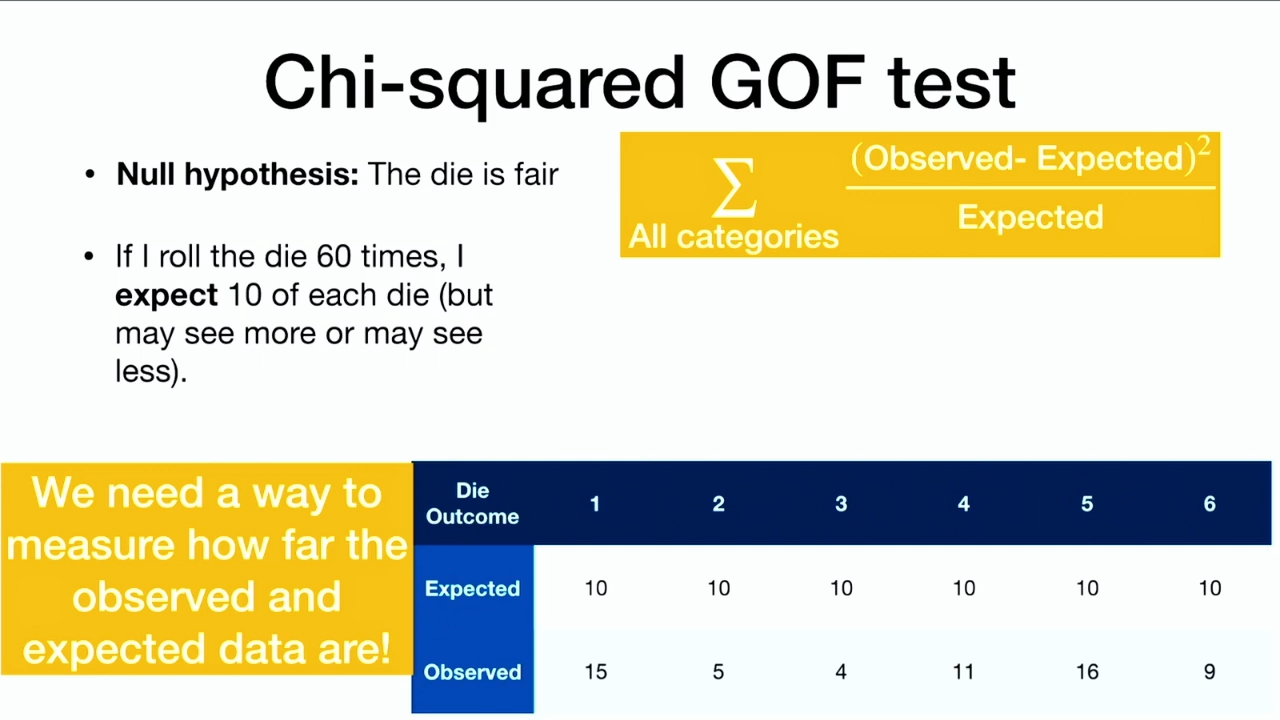 Chi-squared GOF test
• Null hypothesis: The die is fair
• If I roll the die 60 times, I
expect 10 of each die (but
may see more or may see
less).
(Observed- Expected)²
∑
Expected
All categories
We need a way to
measure how far the
observed and
expected data are!
Die
Outcome 1 2 3 4 5 6
Expected 10 10 10 10 10 10
Observed 15 5 4 11 16 9